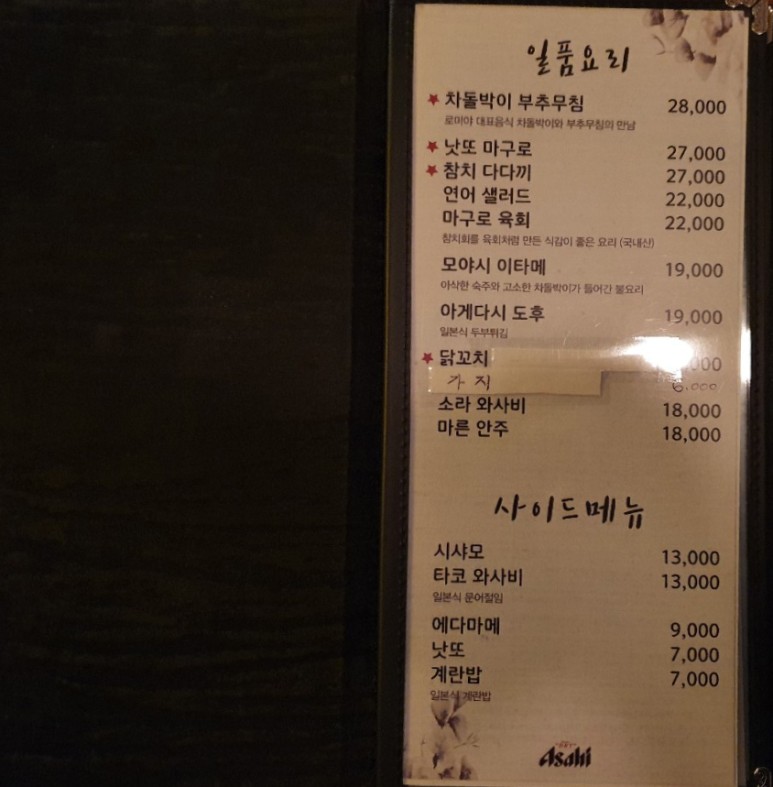 일품요리
차돌박이 부추무침 28,000
로마야 대표음식 차돌박이와 부추무침의 만남
낫또 마구로 27,000
참치 다다끼 27,000
연어 샐러드 22,000
마구로 육회 22,000
참치회를 육회처럼 만든 식감이 좋은 요리 (국내산)
모야시 이타메 19,000
아삭한 숙주와 고소한 차돌박이가 들어간 볶요리
아게다시 도후 19,000
일본식 두부튀김
닭꼬치
가지 6.000
소라 와사비 18,000
마른 안주 18,000
사이드메뉴
시샤모 13,000
타코 와사비 13,000
일본식 문어절임
에다마메 9,000
낫또 7,000
계란밥 7,000
일본식 계란밥
Asahi